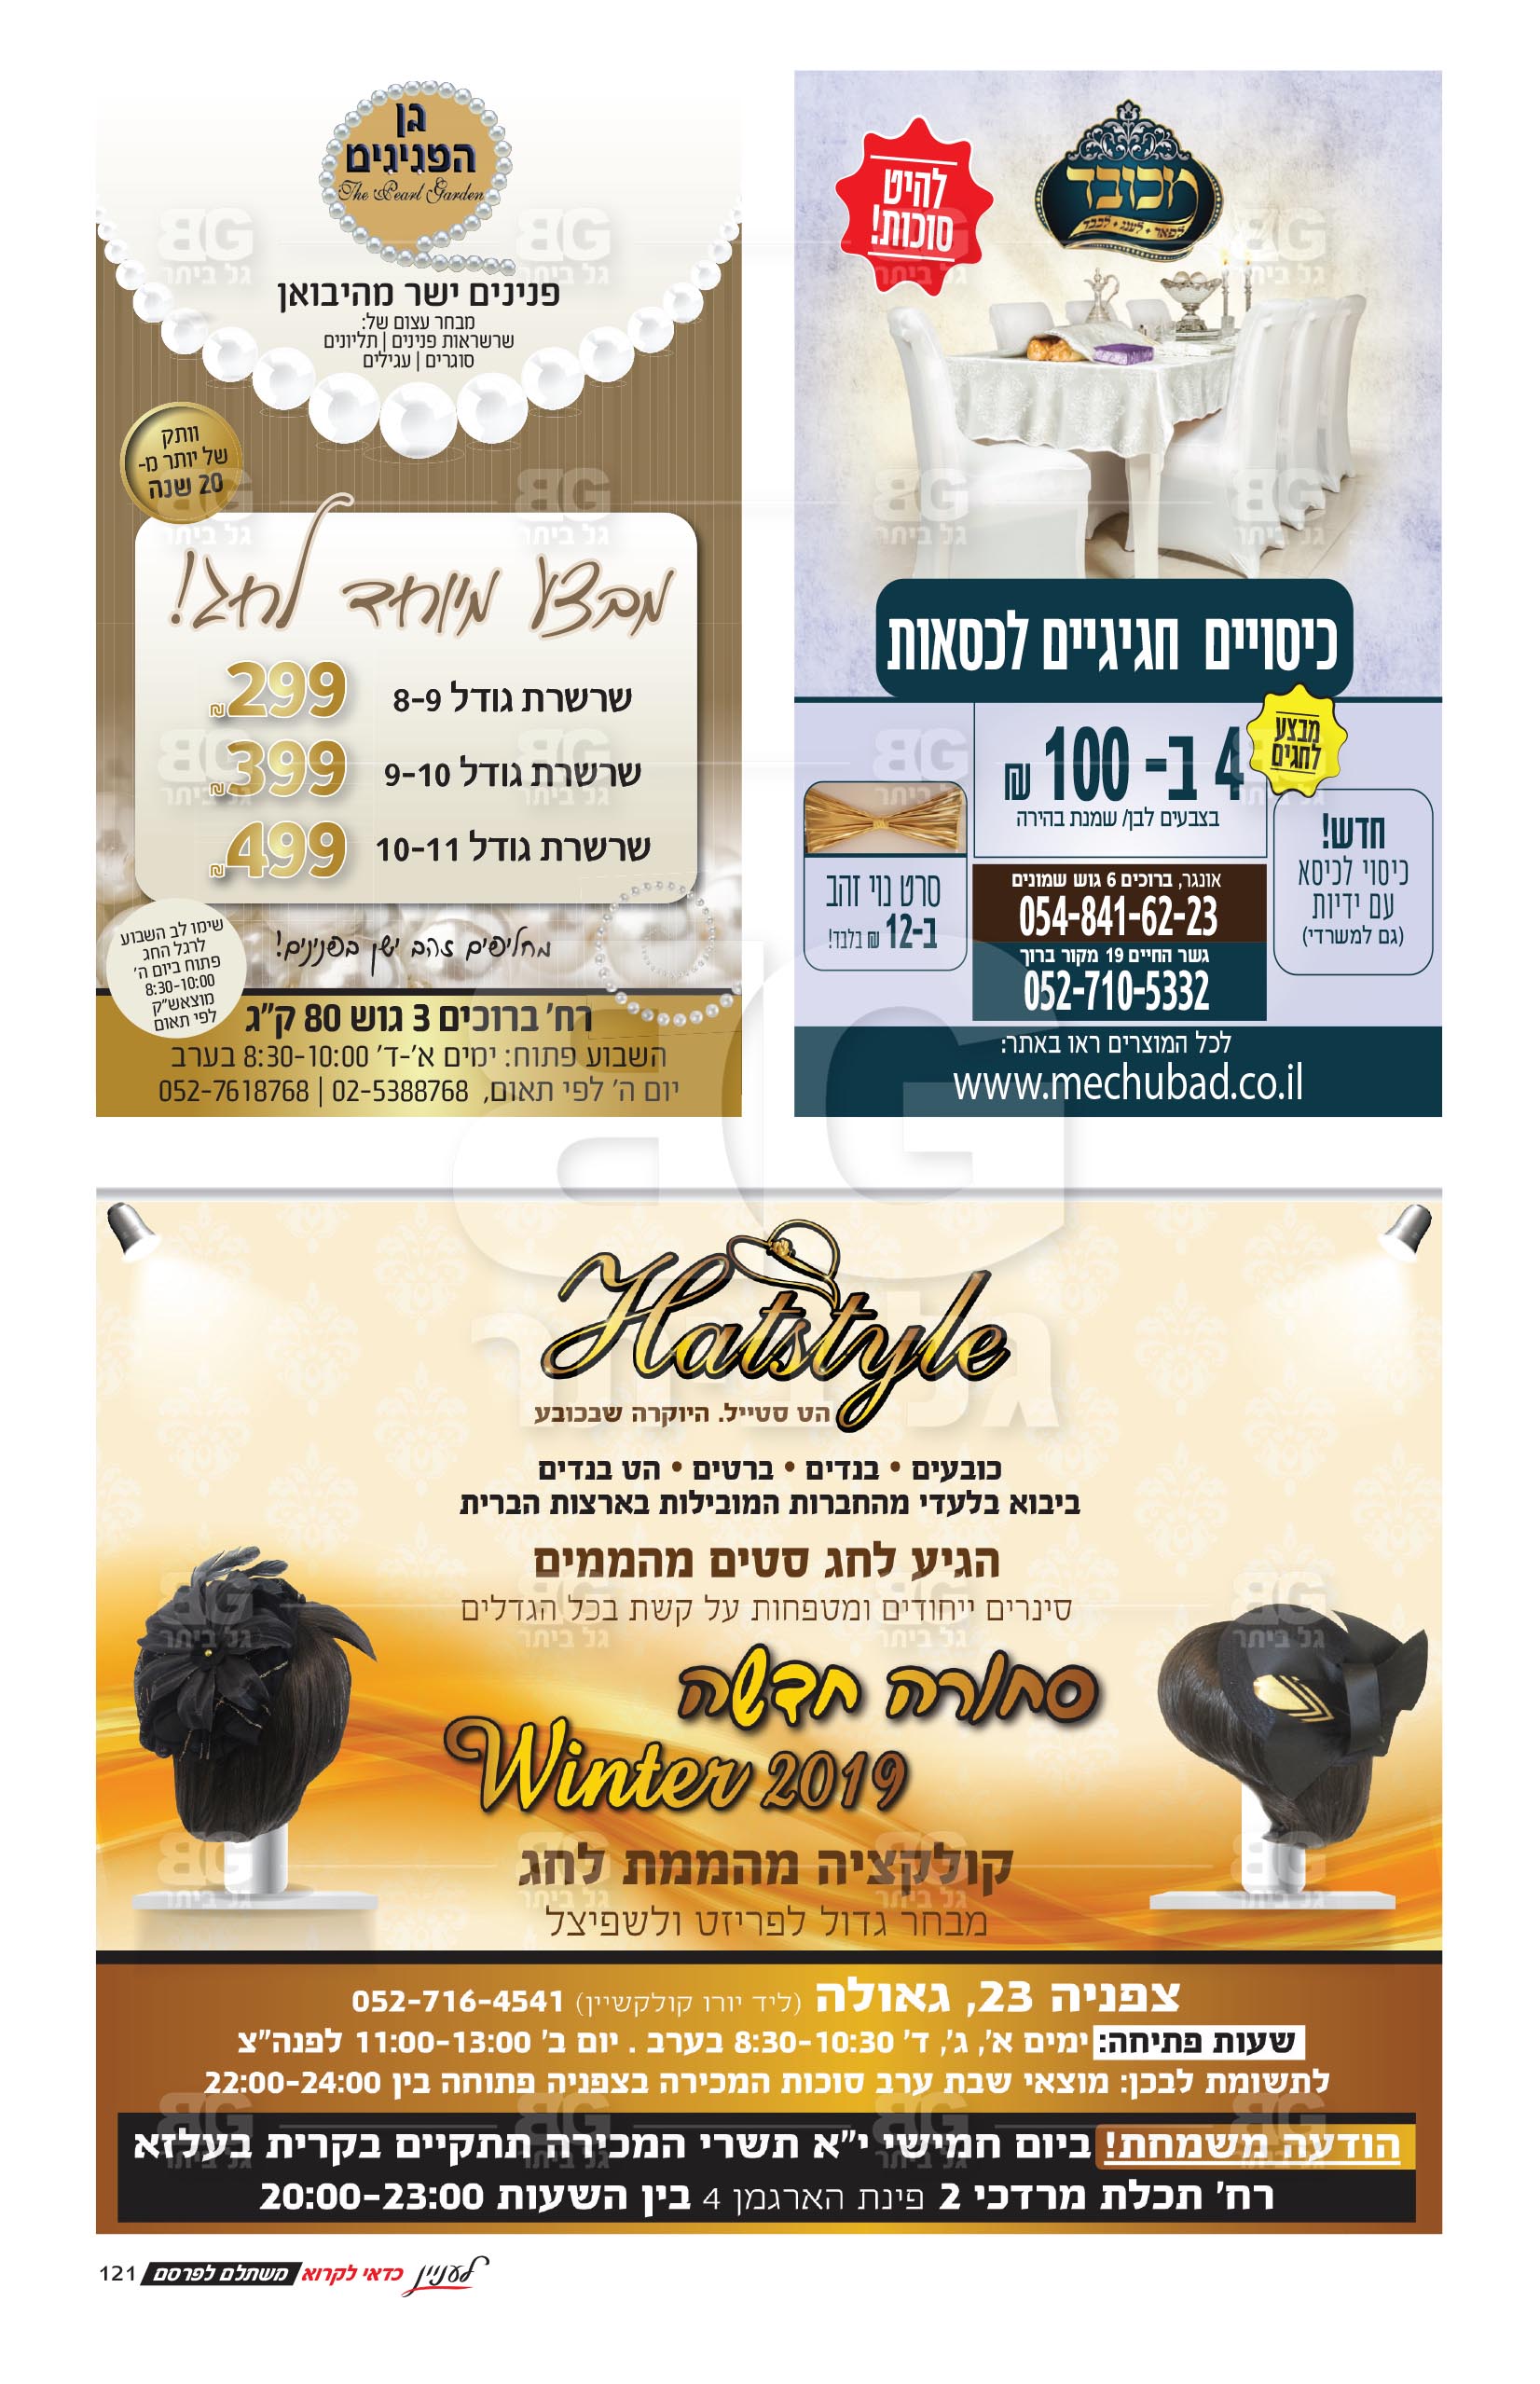 להיט
סוכות!
מכובד
לפאר + לענג + לכבד
כיסויים חגיגיים לכסאות
מבצע
לחגים
4 ב- 100 ₪
בצבעים לבן/ שמנת בהירה
חדש!
כיסוי לכיסא
עם ידיות
(גם למשרדי)
אונגר, ברוכים 6 גוש שמונים
054-841-62-23
גשר החיים 19 מקור ברוך
052-710-5332
סרט נוי זהב
ב-12 ₪ בלבד!
לכל המוצרים ראו באתר:
www.mechubad.co.il
גן
הפנינים
The Pearl Garden
פנינים ישר מהיבואן
מבחר עצום של:
שרשראות פנינים | תליונים
סוגרים | עגילים
וותק
של יותר מ-
20 שנה
מבצע מיוחד לחג!
שרשרת גודל 8-9 299 ₪
שרשרת גודל 9-10 399 ₪
שרשרת גודל 10-11 499 ₪
מחליפים זהב ישן בפנינים!
שימו לב השבוע
לרגל החג
פתוח ביום ה'
8:30-10:00
מוצאש"ק
לפי תאום
רח' ברוכים 3 גוש 80 ק"ג
השבוע פתוח: ימים א'-ד' 8:30-10:00 בערב
יום ה' לפי תאום, 02-5388768 | 052-7618768
Hatstyle
הט סטייל. היוקרה שבכובע
כובעים • בנדים • ברטים • הט בנדים
ביבוא בלעדי מהחברות המובילות בארצות הברית
הגיע לחג סטים מהממים
סינרים ייחודים ומטפחות על קשת בכל הגדלים
סחורה חדשה
Winter 2019
קולקציה מהממת לחג
מבחר גדול לפריזט ולשפיצל
צפניה 23, גאולה (ליד יורו קולקשיין) 052-716-4541
שעות פתיחה: ימים א', ג', ד' 8:30-10:30 בערב . יום ב' 11:00-13:00 לפנה"צ
לתשומת לבכן: מוצאי שבת ערב סוכות המכירה בצפניה פתוחה בין 22:00-24:00
הודעה משמחת! ביום חמישי י"א תשרי המכירה תתקיים בקרית בעלזא
רח' תכלת מרדכי 2 פינת הארגמן 4 בין השעות 20:00-23:00
לעניין כדאי לקרוא משתלם לפרסם 121
BG
גל ביתר